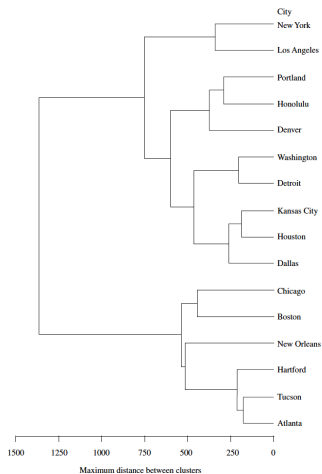 City
New York
Los Angeles
Portland
Honolulu
Denver
Washington
Detroit
Kansas City
Houston
Dallas
Chicago
Boston
New Orleans
Hartford
Tucson
Atlanta
1500 1250 1000 750 500 250 0
Maximum distance between clusters